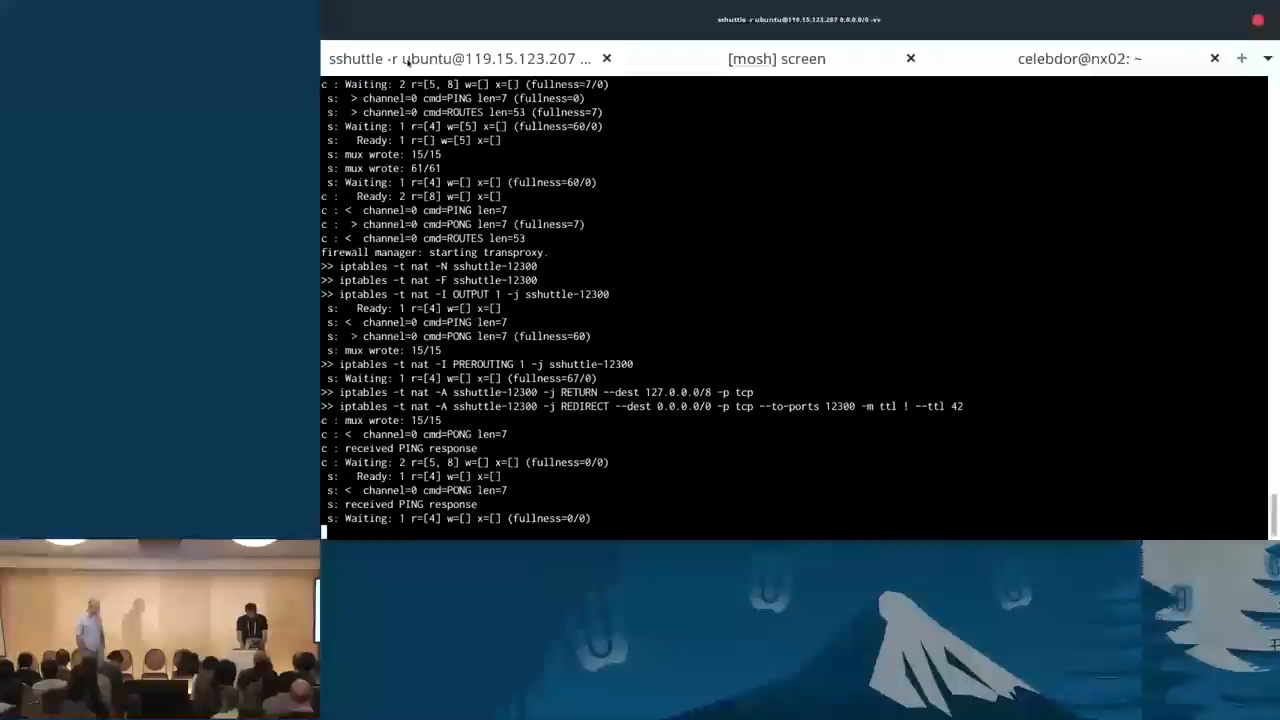 sshuttle -r ubuntu@119.15.123.207 0.0.0.0/0 -vv
sshuttle -r ubuntu@119.15.123.207 ...
[mosh] screen
celebdor@nx02: ~
c : Waiting: 2 r=[5, 8] w=[] x=[] (fullness=7/0)
s:  > channel=0 cmd=PING len=7 (fullness=0)
s:  > channel=0 cmd=ROUTES len=53 (fullness=7)
s: Waiting: 1 r=[4] w=[5] x=[] (fullness=60/0)
s:   Ready: 1 r=[] w=[5] x=[]
s: mux wrote: 15/15
s: mux wrote: 61/61
s: Waiting: 1 r=[4] w=[] x=[] (fullness=60/0)
c :   Ready: 2 r=[8] w=[] x=[]
c : <  channel=0 cmd=PING len=7
c :  > channel=0 cmd=PONG len=7 (fullness=7)
c : <  channel=0 cmd=ROUTES len=53
firewall manager: starting transproxy.
>> iptables -t nat -N sshuttle-12300
>> iptables -t nat -F sshuttle-12300
>> iptables -t nat -I OUTPUT 1 -j sshuttle-12300
s:   Ready: 1 r=[4] w=[] x=[]
s: <  channel=0 cmd=PING len=7
s:  > channel=0 cmd=PONG len=7 (fullness=60)
s: mux wrote: 15/15
>> iptables -t nat -I PREROUTING 1 -j sshuttle-12300
s: Waiting: 1 r=[4] w=[] x=[] (fullness=67/0)
>> iptables -t nat -A sshuttle-12300 -j RETURN --dest 127.0.0.0/8 -p tcp
>> iptables -t nat -A sshuttle-12300 -j REDIRECT --dest 0.0.0.0/0 -p tcp --to-ports 12300 -m ttl ! --ttl 42
c : mux wrote: 15/15
c : <  channel=0 cmd=PONG len=7
c : received PING response
c : Waiting: 2 r=[5, 8] w=[] x=[] (fullness=0/0)
s:   Ready: 1 r=[4] w=[] x=[]
s: <  channel=0 cmd=PONG len=7
s: received PING response
s: Waiting: 1 r=[4] w=[] x=[] (fullness=0/0)